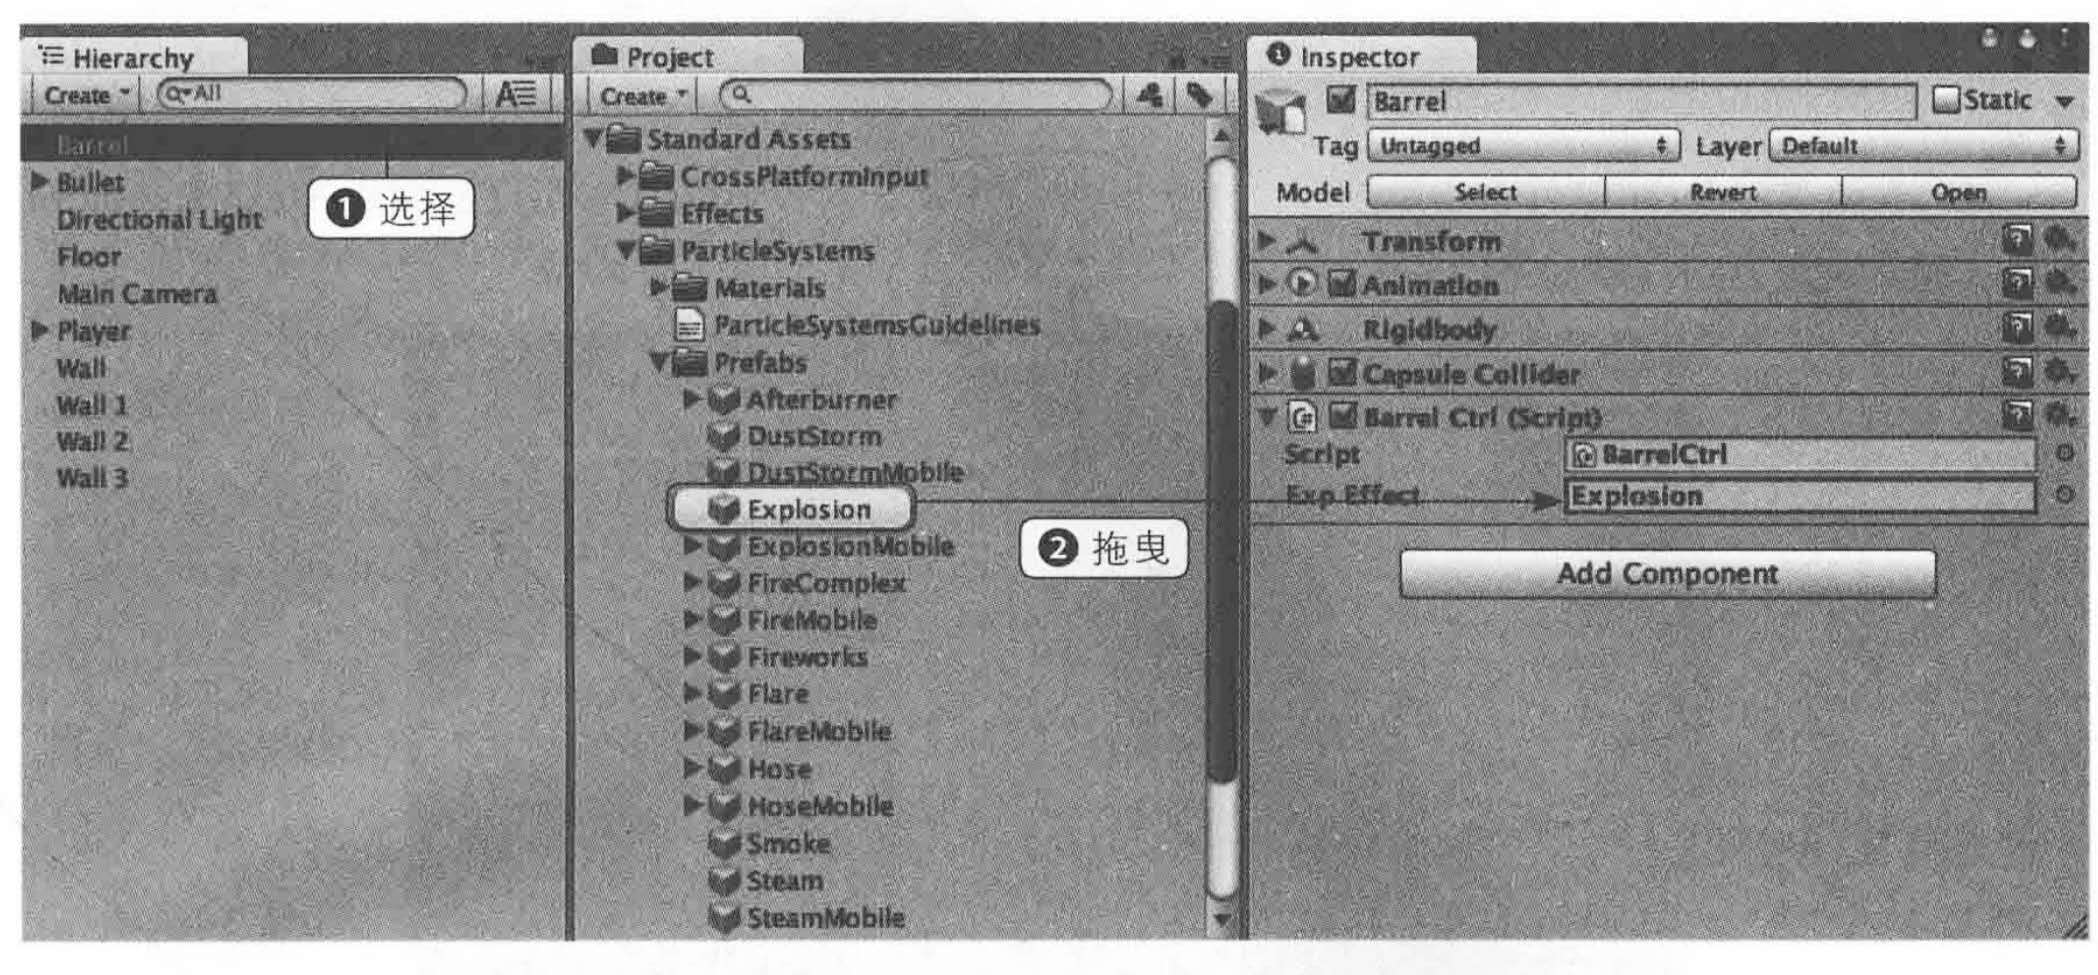 Hierarchy
Create
All
Barrel
Bullet
Directional Light
Floor
Main Camera
Player
Wall
Wall 1
Wall 2
Wall 3
❶ 选择
Project
Create
Standard Assets
CrossPlatformInput
Effects
ParticleSystems
Materials
ParticleSystemsGuidelines
Prefabs
Afterburner
DustStorm
DustStormMobile
Explosion
ExplosionMobile
FireComplex
FireMobile
Fireworks
Flare
FlareMobile
Hose
HoseMobile
Smoke
Steam
SteamMobile
❷ 拖曳
Inspector
Barrel Static
Tag Untagged Layer Default
Model Select Revert Open
Transform
Animation
Rigidbody
Capsule Collider
Barrel Ctrl (Script)
Script BarrelCtrl
Exp Effect Explosion
Add Component